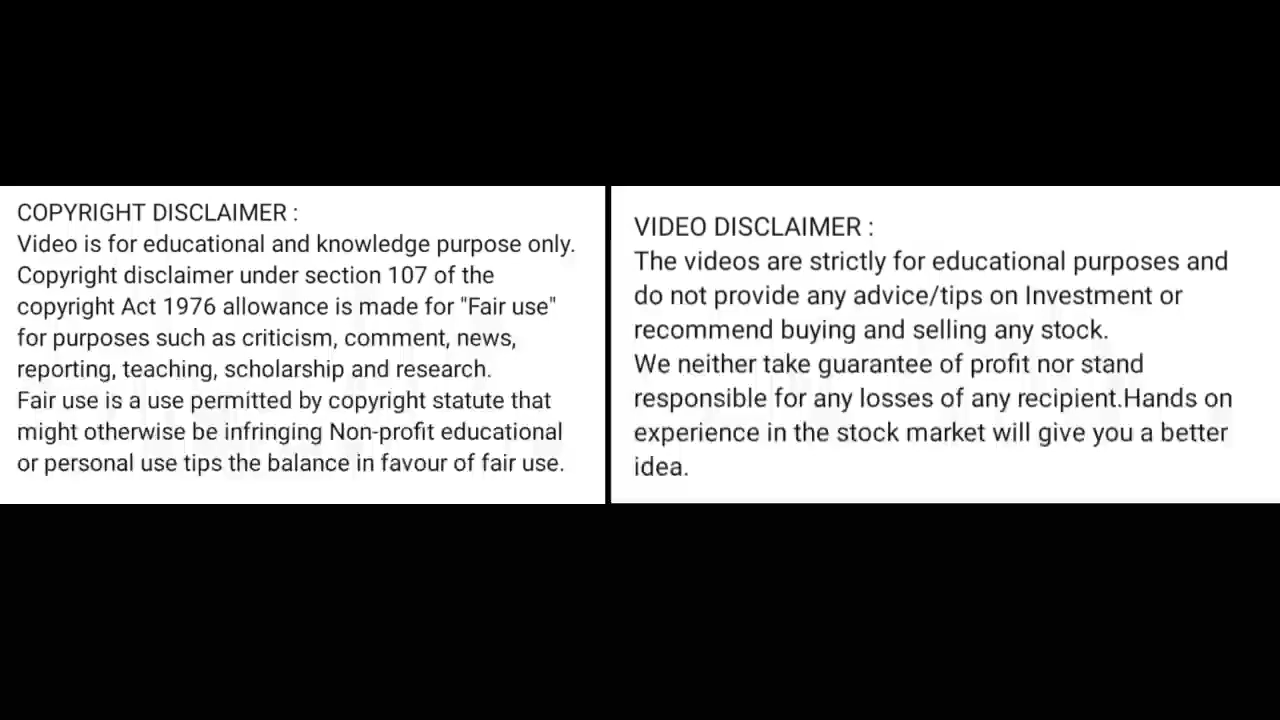 COPYRIGHT DISCLAIMER :
Video is for educational and knowledge purpose only.
Copyright disclaimer under section 107 of the
copyright Act 1976 allowance is made for "Fair use"
for purposes such as criticism, comment, news,
reporting, teaching, scholarship and research.
Fair use is a use permitted by copyright statute that
might otherwise be infringing Non-profit educational
or personal use tips the balance in favour of fair use.
VIDEO DISCLAIMER :
The videos are strictly for educational purposes and
do not provide any advice/tips on Investment or
recommend buying and selling any stock.
We neither take guarantee of profit nor stand
responsible for any losses of any recipient.Hands on
experience in the stock market will give you a better
idea.